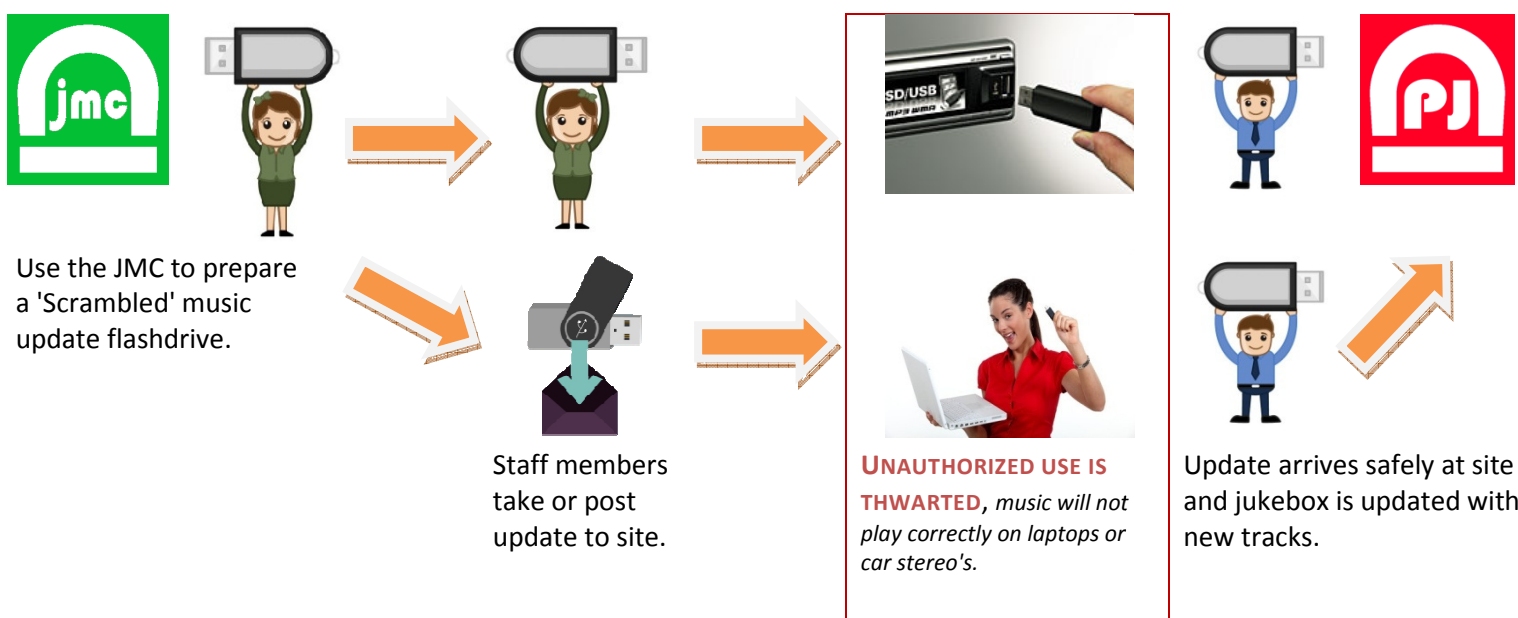 jmc
SD/USB
MP3 WMA
PJ
Use the JMC to prepare
a 'Scrambled' music
update flashdrive.
Staff members
take or post
update to site.
UNAUTHORIZED USE IS
THWARTED, music will not
play correctly on laptops or
car stereo's.
Update arrives safely at site
and jukebox is updated with
new tracks.